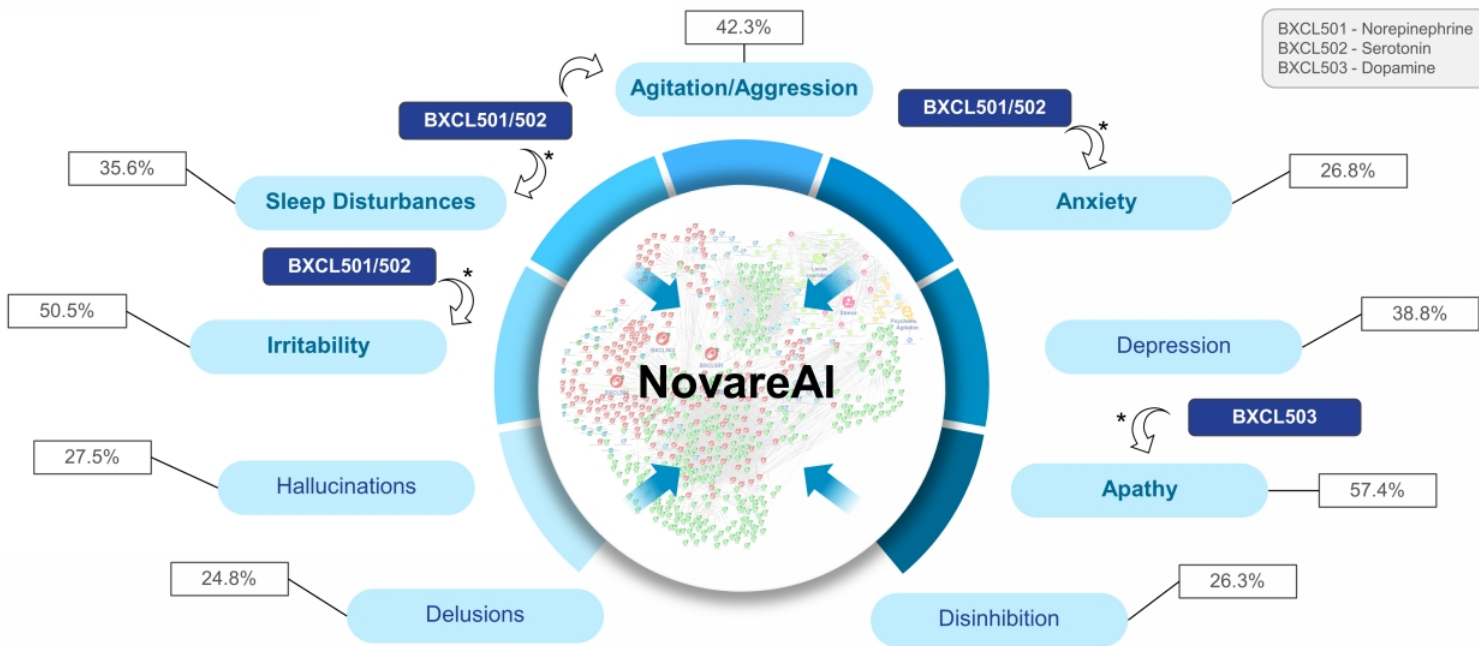 42.3%
BXCL501 - Norepinephrine
BXCL502 - Serotonin
BXCL503 - Dopamine
Agitation/Aggression
BXCL501/502
BXCL501/502
*
*
35.6%
26.8%
Sleep Disturbances
Anxiety
BXCL501/502
*
50.5%
38.8%
Irritability
Depression
NovareAI
*
BXCL503
27.5%
Hallucinations
Apathy
57.4%
24.8%
26.3%
Delusions
Disinhibition